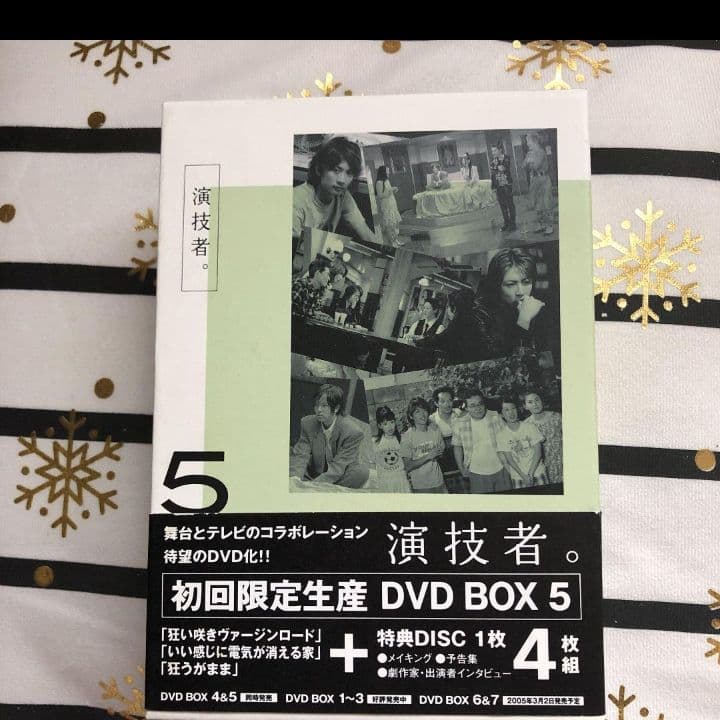 演技者。
5
舞台とテレビのコラボレーション
待望のDVD化!!
演技者。
初回限定生産 DVD BOX 5
「狂い咲きヴァージンロード」
「いい感じに電気が消える家」
「狂うがまま」
+
特典DISC 1枚
●メイキング ●予告集
●劇作家・出演者インタビュー
4枚組
DVD BOX 4&5 同時発売 DVD BOX 1~3 好評発売中 DVD BOX 6&7 2005年3月2日発売予定